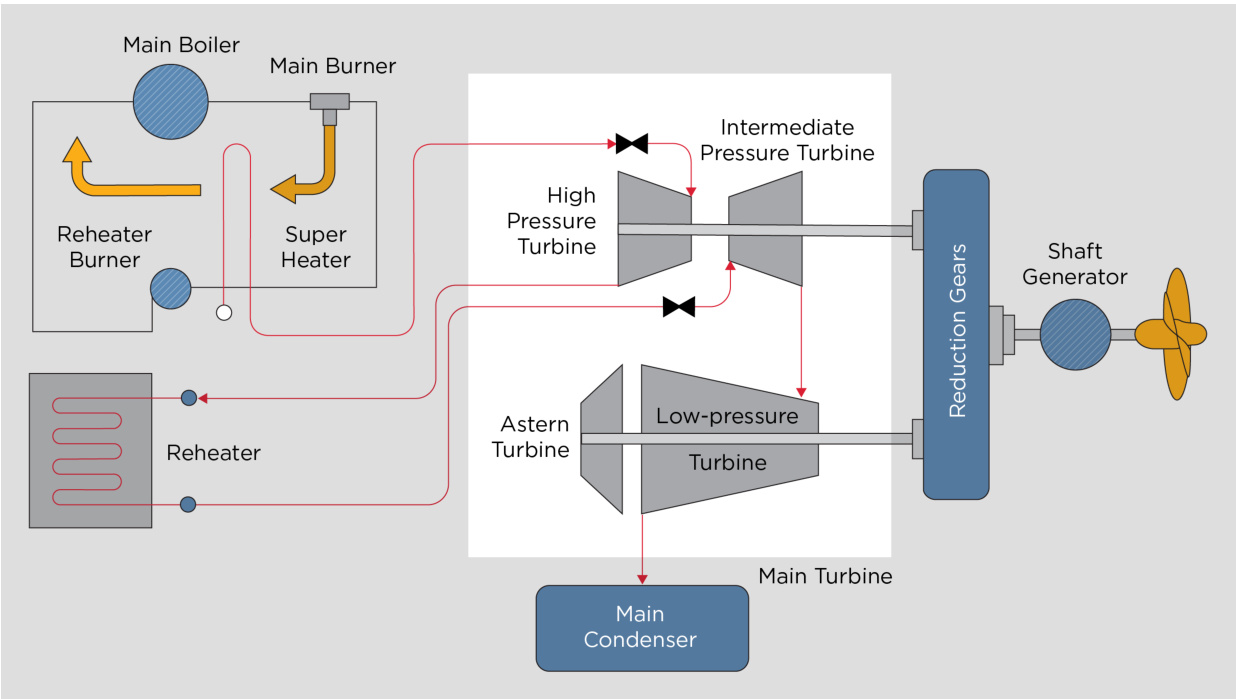 Main Boiler
Main Burner
Reheater
Burner
Super
Heater
Reheater
High
Pressure
Turbine
Intermediate
Pressure Turbine
Astern
Turbine
Low-pressure
Turbine
Main Turbine
Main
Condenser
Reduction Gears
Shaft
Generator